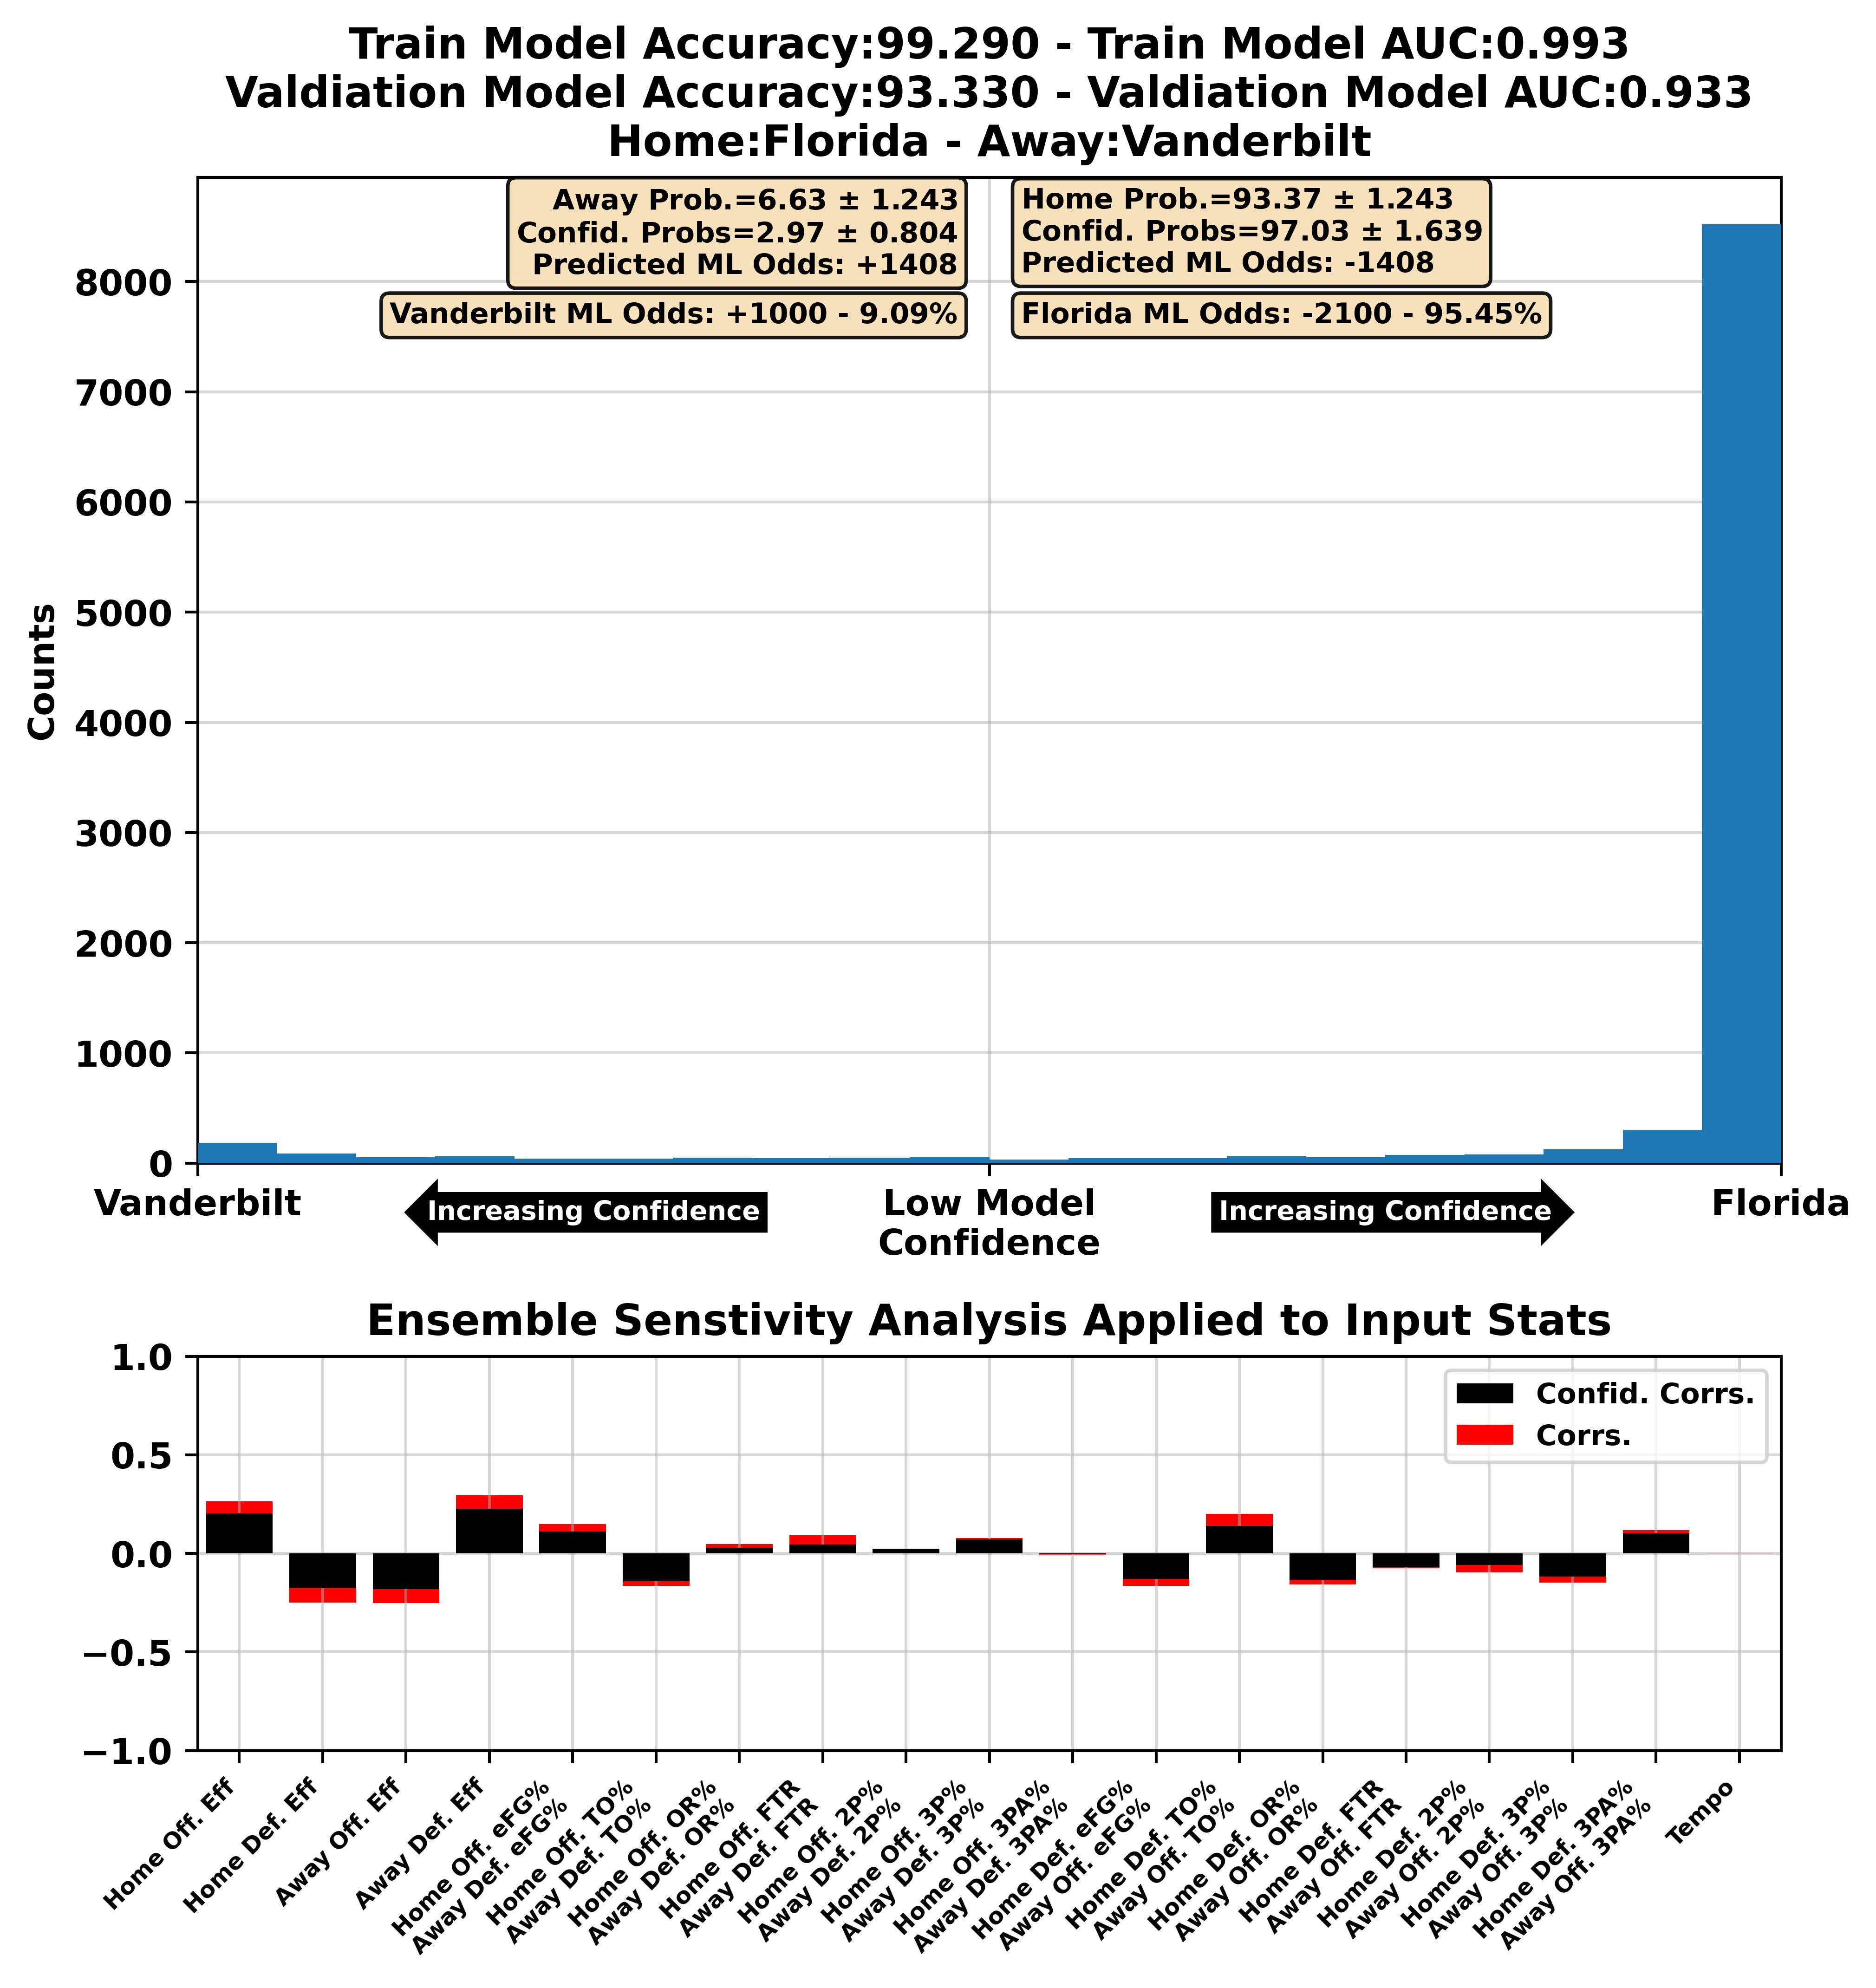 Train Model Accuracy:99.290 - Train Model AUC:0.993
Valdiation Model Accuracy:93.330 - Valdiation Model AUC:0.933
Home:Florida - Away:Vanderbilt
Away Prob.=6.63 ± 1.243
Confid. Probs=2.97 ± 0.804
Predicted ML Odds: +1408
Home Prob.=93.37 ± 1.243
Confid. Probs=97.03 ± 1.639
Predicted ML Odds: -1408
Vanderbilt ML Odds: +1000 - 9.09%
Florida ML Odds: -2100 - 95.45%
Counts
8000
7000
6000
5000
4000
3000
2000
1000
0
Vanderbilt
Increasing Confidence
Low Model
Confidence
Increasing Confidence
Florida
Ensemble Senstivity Analysis Applied to Input Stats
1.0
0.5
0.0
−0.5
−1.0
Confid. Corrs.
Corrs.
Home Off. Eff
Home Def. Eff
Away Off. Eff
Away Def. Eff
Home Off. eFG%
Away Def. eFG%
Home Off. TO%
Away Def. TO%
Home Off. OR%
Away Def. OR%
Home Off. FTR
Away Def. FTR
Home Off. 2P%
Away Def. 2P%
Home Off. 3P%
Away Def. 3P%
Home Off. 3PA%
Away Def. 3PA%
Home Def. eFG%
Away Off. eFG%
Home Def. TO%
Away Off. TO%
Home Def. OR%
Away Off. OR%
Home Def. FTR
Away Off. FTR
Home Def. 2P%
Away Off. 2P%
Home Def. 3P%
Away Off. 3P%
Home Def. 3PA%
Away Off. 3PA%
Tempo